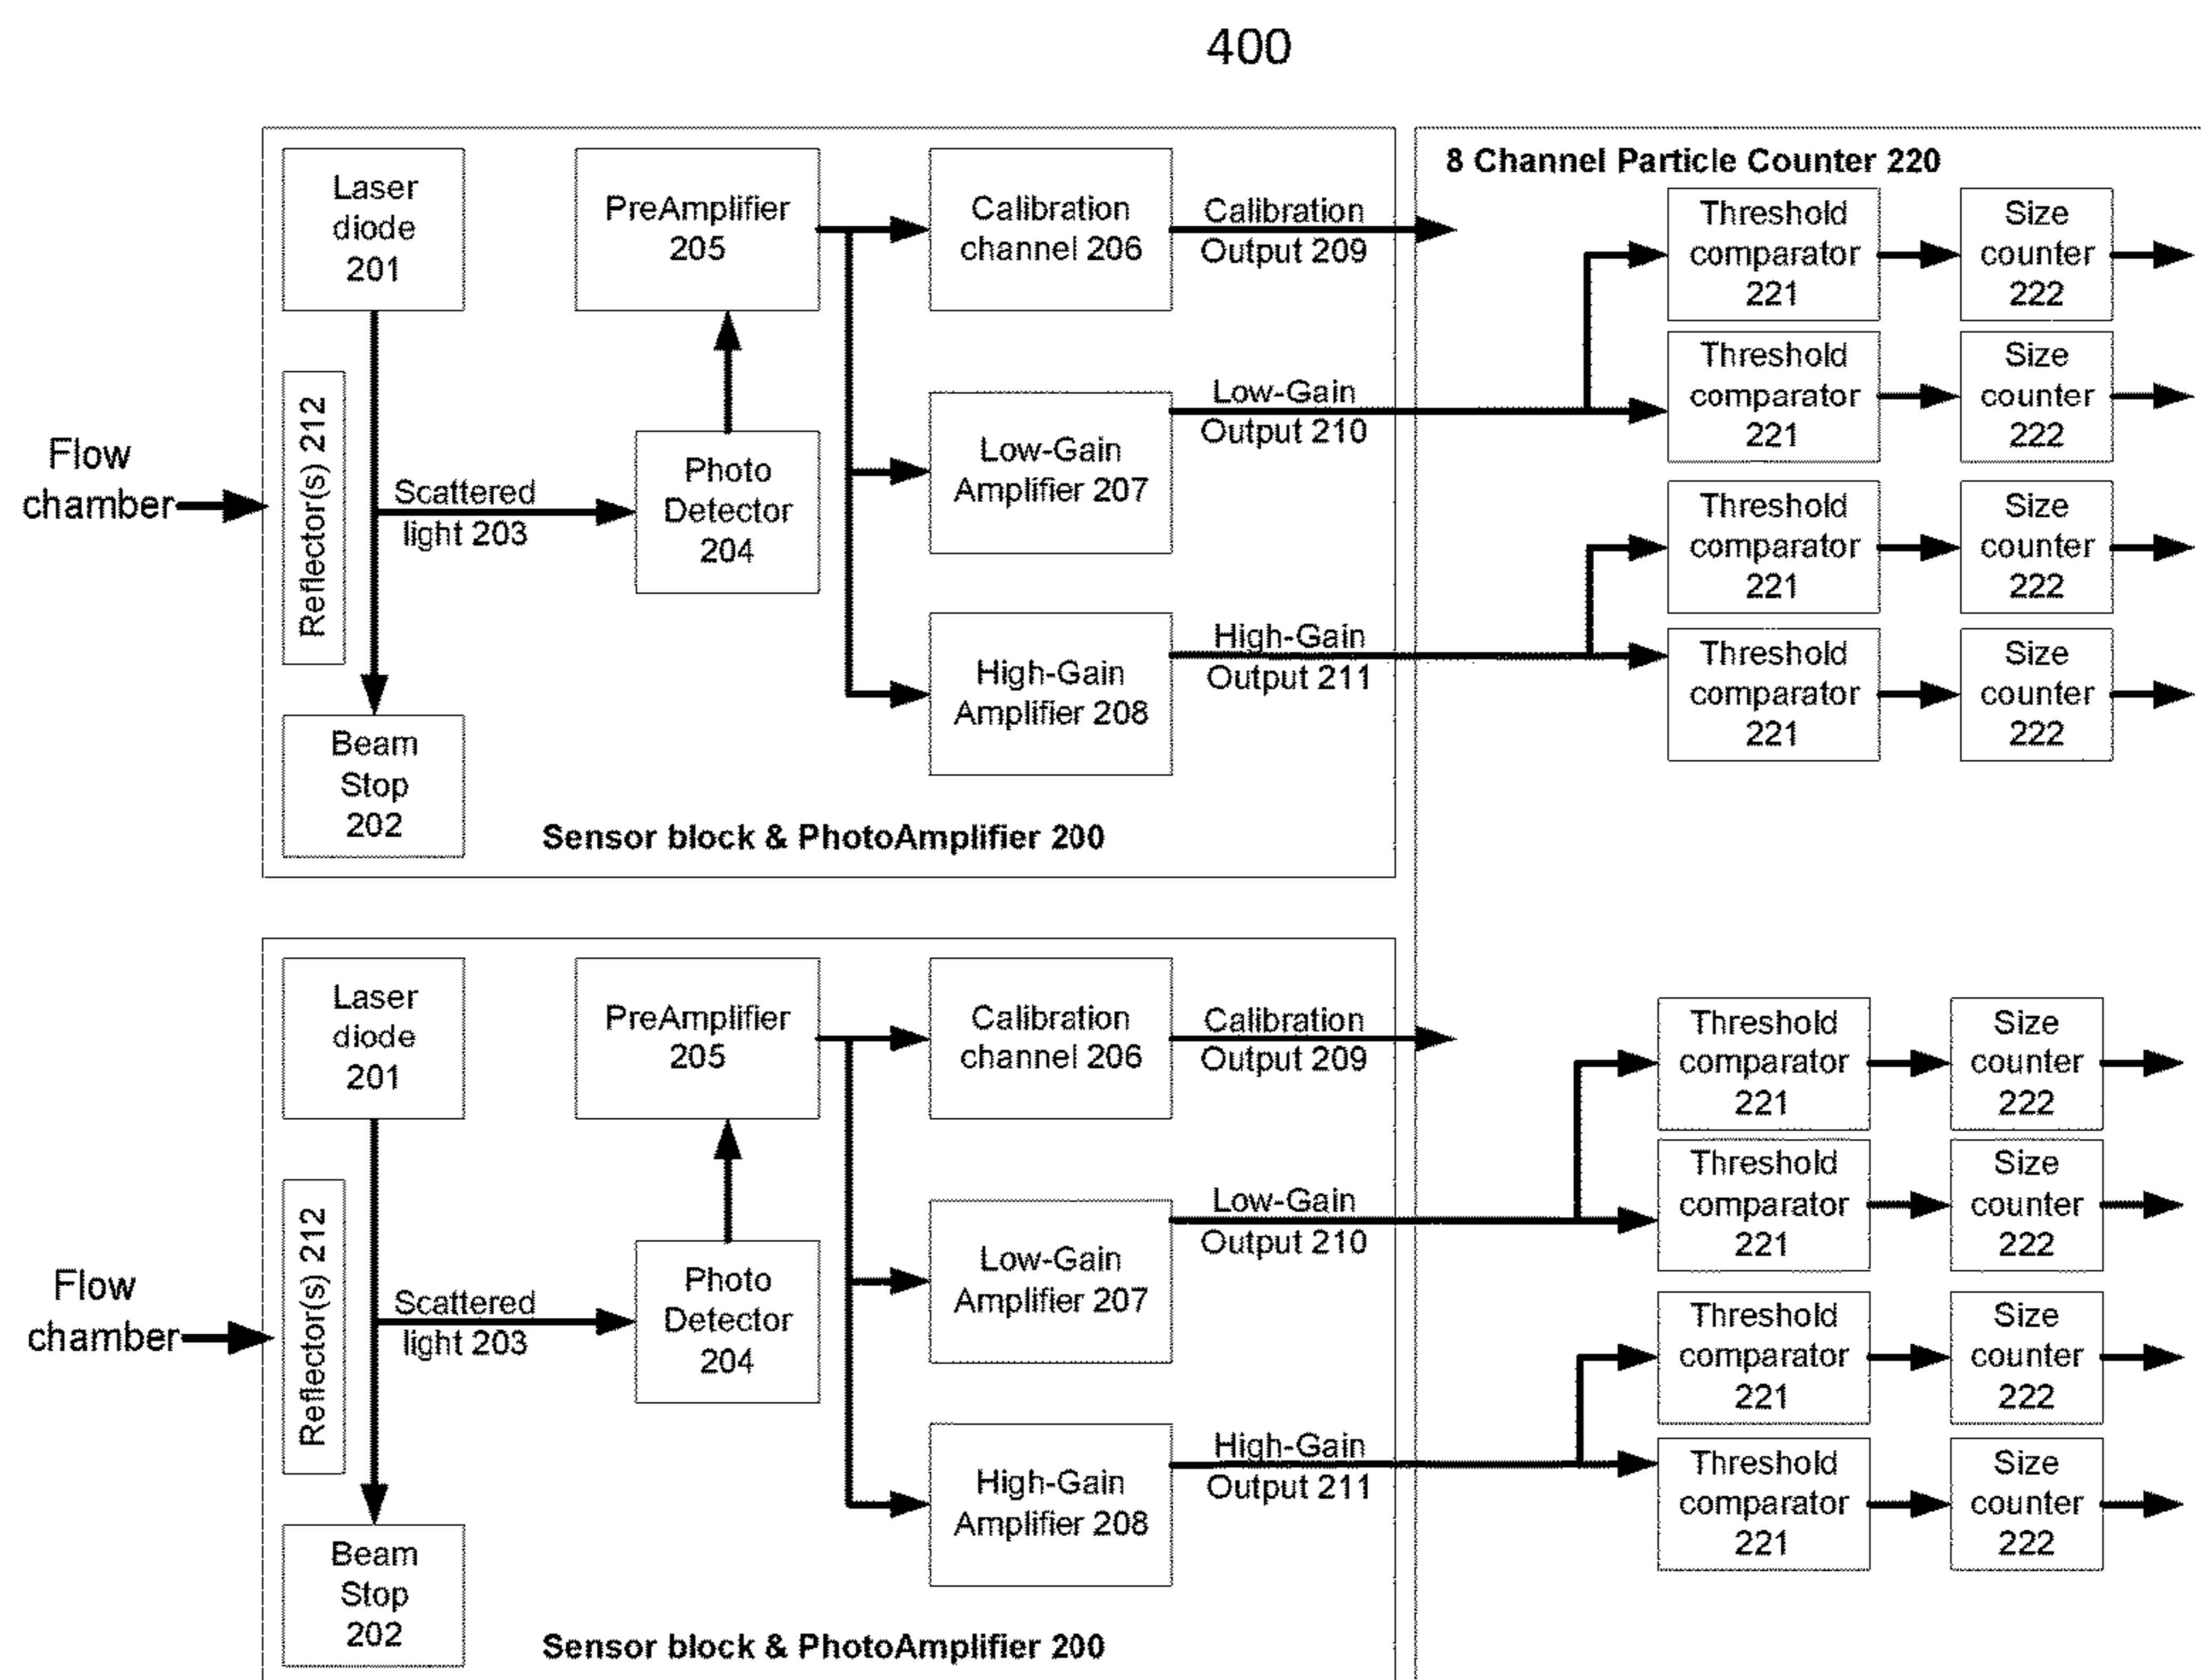 400
8 Channel Particle Counter 220
Laser
diode
201
PreAmplifier
205
Calibration
channel 206
Calibration
Output 209
Threshold
comparator
221
Size
counter
222
Threshold
comparator
221
Size
counter
222
Flow
chamber
Reflector(s) 212
Scattered
light 203
Photo
Detector
204
Low-Gain
Amplifier 207
Low-Gain
Output 210
Threshold
comparator
221
Size
counter
222
High-Gain
Amplifier 208
High-Gain
Output 211
Threshold
comparator
221
Size
counter
222
Beam
Stop
202
Sensor block & PhotoAmplifier 200
Laser
diode
201
PreAmplifier
205
Calibration
channel 206
Calibration
Output 209
Threshold
comparator
221
Size
counter
222
Threshold
comparator
221
Size
counter
222
Flow
chamber
Reflector(s) 212
Scattered
light 203
Photo
Detector
204
Low-Gain
Amplifier 207
Low-Gain
Output 210
Threshold
comparator
221
Size
counter
222
High-Gain
Amplifier 208
High-Gain
Output 211
Threshold
comparator
221
Size
counter
222
Beam
Stop
202
Sensor block & PhotoAmplifier 200